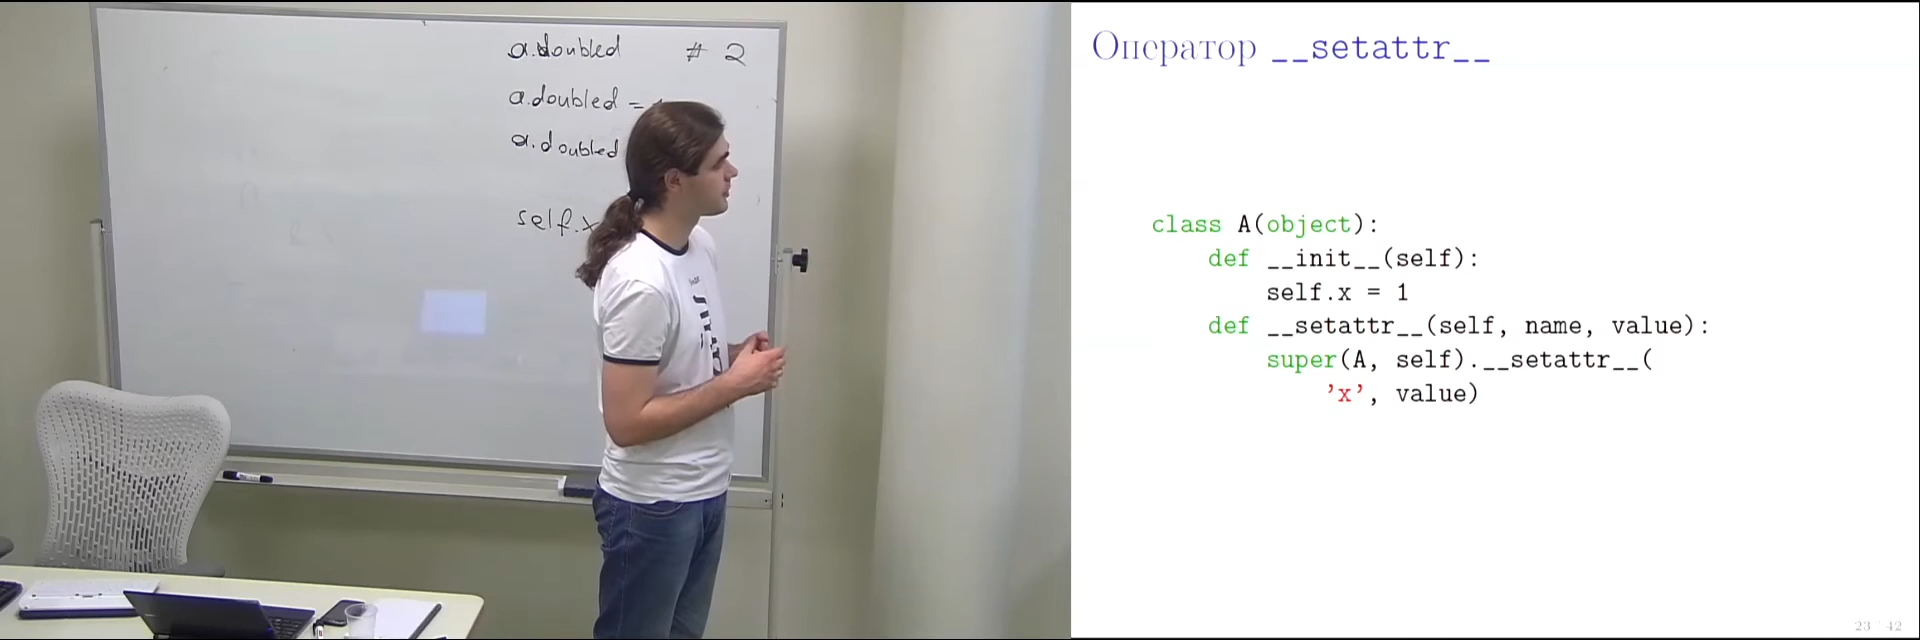 a.doubled # 2
a.doubled =
a.doubled
self.x
Оператор __setattr__
class A(object):
def __init__(self):
self.x = 1
def __setattr__(self, name, value):
super(A, self).__setattr__(
’x’, value)
23 / 42